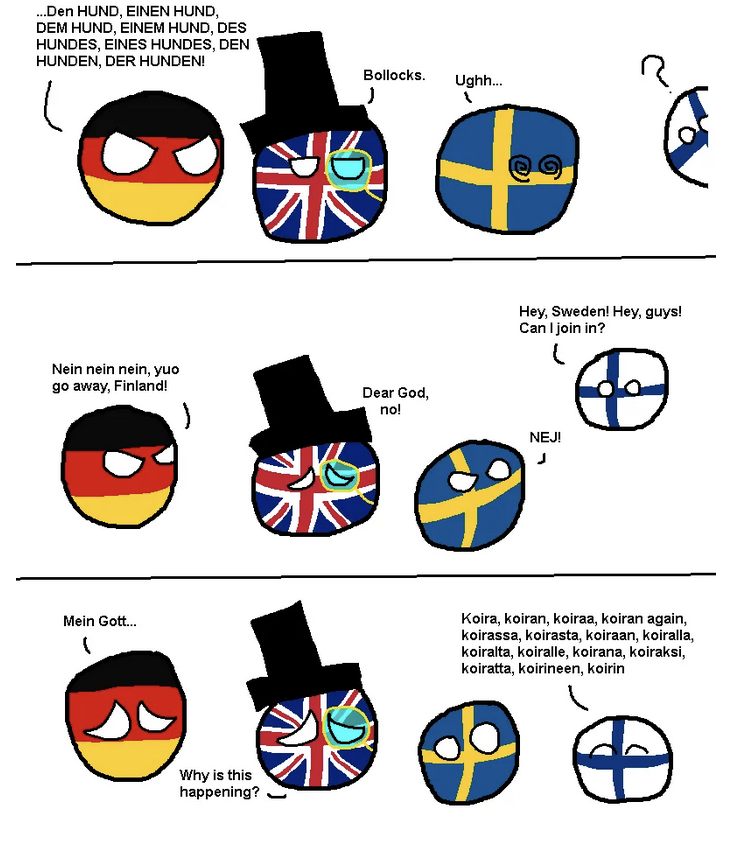 ...Den HUND, EINEN HUND,
DEM HUND, EINEM HUND, DES
HUNDES, EINES HUNDES, DEN
HUNDEN, DER HUNDEN!
Bollocks.
Ughh...
?
Hey, Sweden! Hey, guys!
Can I join in?
Nein nein nein, yuo
go away, Finland!
Dear God,
no!
NEJ!
Mein Gott...
Why is this
happening?
Koira, koiran, koiraa, koiran again,
koirassa, koirasta, koiraan, koiralla,
koiralta, koiralle, koirana, koiraksi,
koiratta, koirineen, koirin